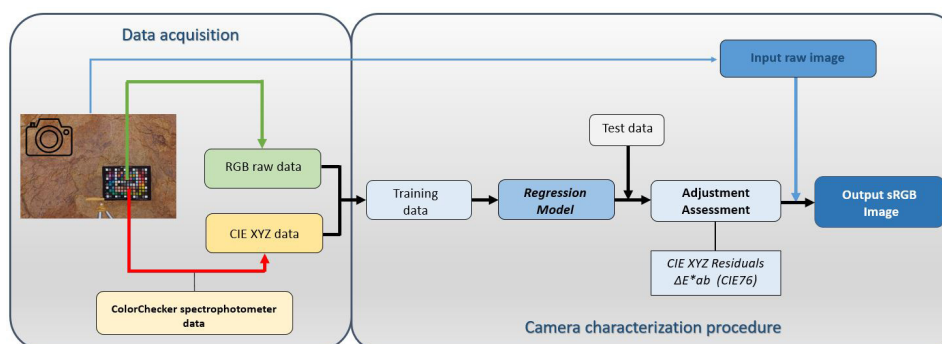 Data acquisition
Input raw image
Test data
RGB raw data
Training
data
Regression
Model
Adjustment
Assessment
Output sRGB
Image
CIE XYZ data
CIE XYZ Residuals
ΔE*ab (CIE76)
ColorChecker spectrophotometer
data
Camera characterization procedure